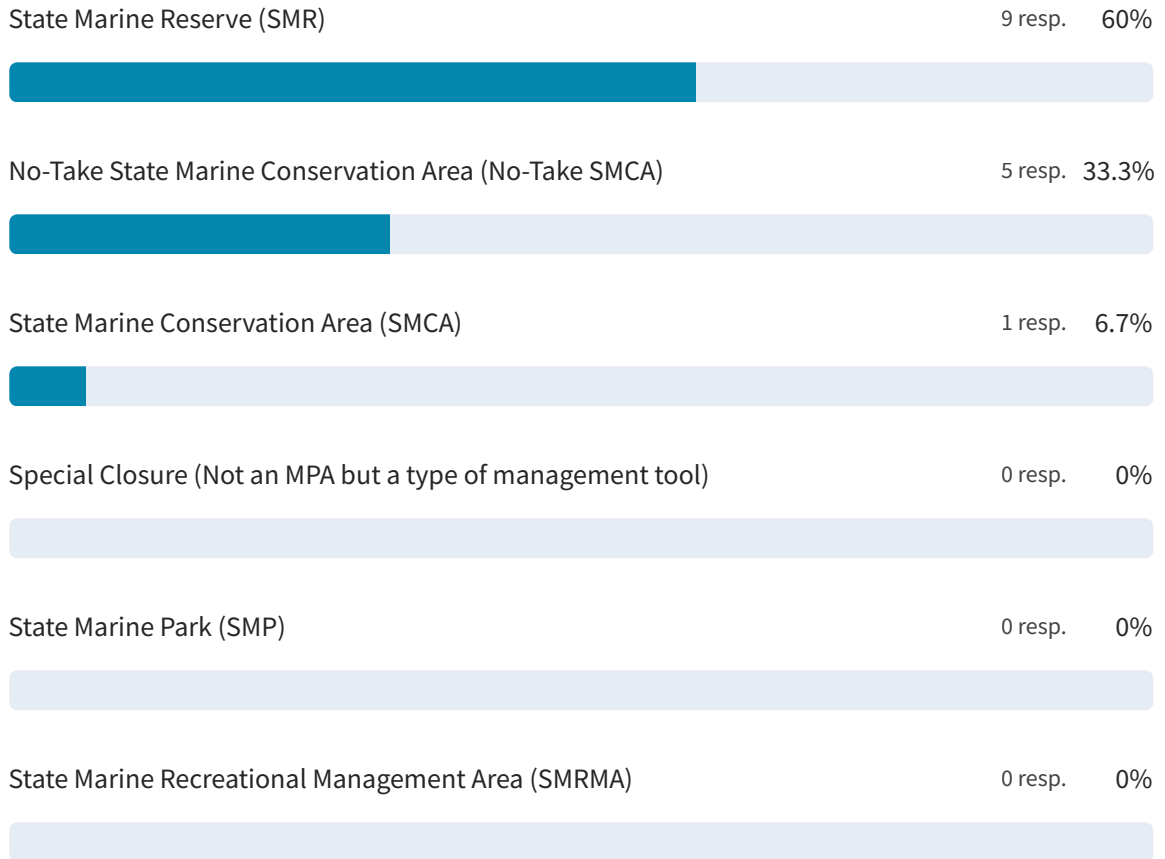 State Marine Reserve (SMR) 9 resp. 60%
No-Take State Marine Conservation Area (No-Take SMCA) 5 resp. 33.3%
State Marine Conservation Area (SMCA) 1 resp. 6.7%
Special Closure (Not an MPA but a type of management tool) 0 resp. 0%
State Marine Park (SMP) 0 resp. 0%
State Marine Recreational Management Area (SMRMA) 0 resp. 0%